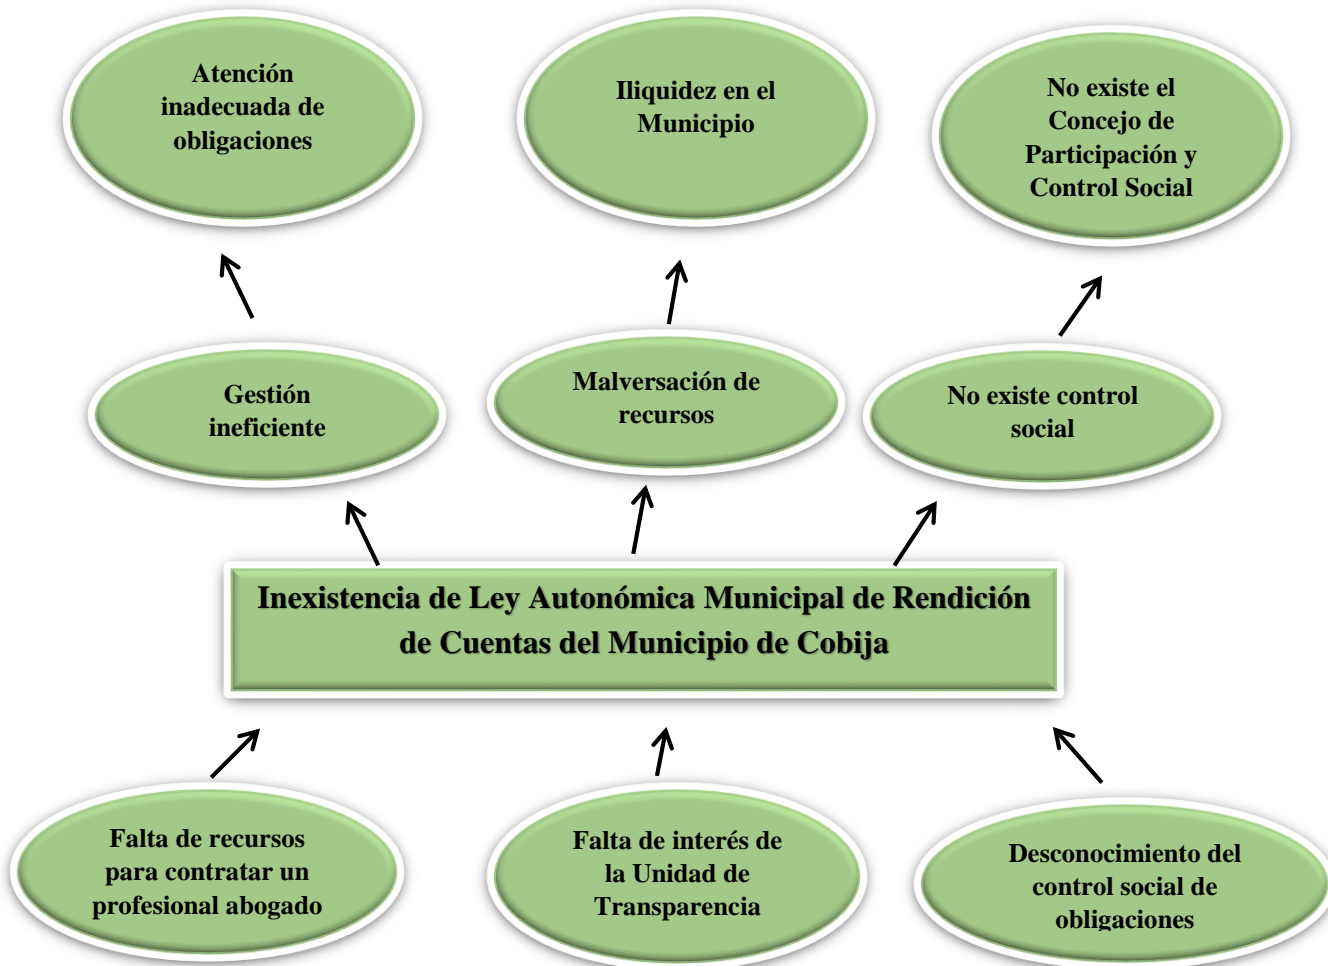 Atención
inadecuada de
obligaciones
Iliquidez en el
Municipio
No existe el
Concejo de
Participación y
Control Social
Gestión
ineficiente
Malversación de
recursos
No existe control
social
Inexistencia de Ley Autonómica Municipal de Rendición
de Cuentas del Municipio de Cobija
Falta de recursos
para contratar un
profesional abogado
Falta de interés de
la Unidad de
Transparencia
Desconocimiento del
control social de
obligaciones